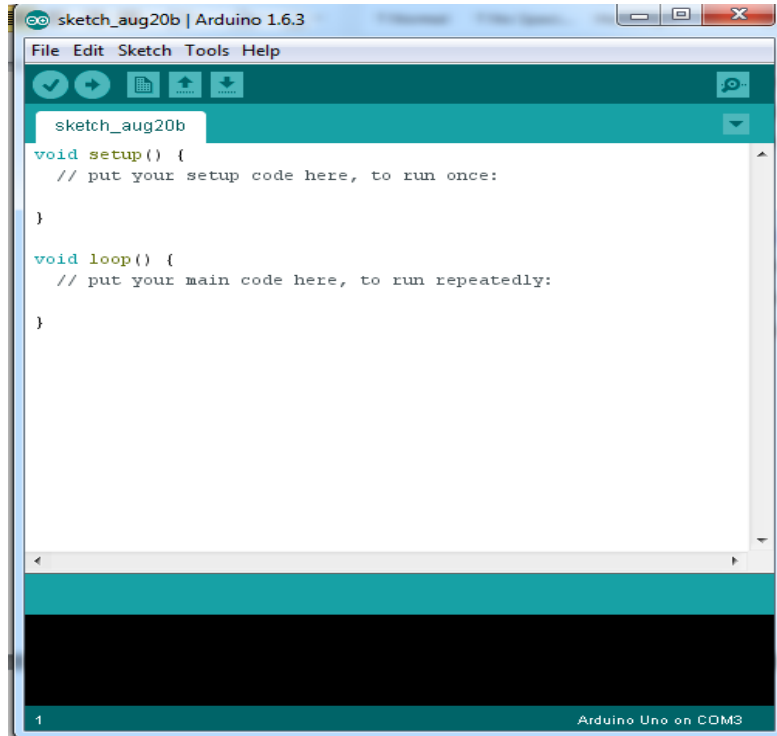 sketch_aug20b | Arduino 1.6.3
File Edit Sketch Tools Help
sketch_aug20b
void setup() {
  // put your setup code here, to run once:
}
void loop() {
  // put your main code here, to run repeatedly:
}
1
Arduino Uno on COM3